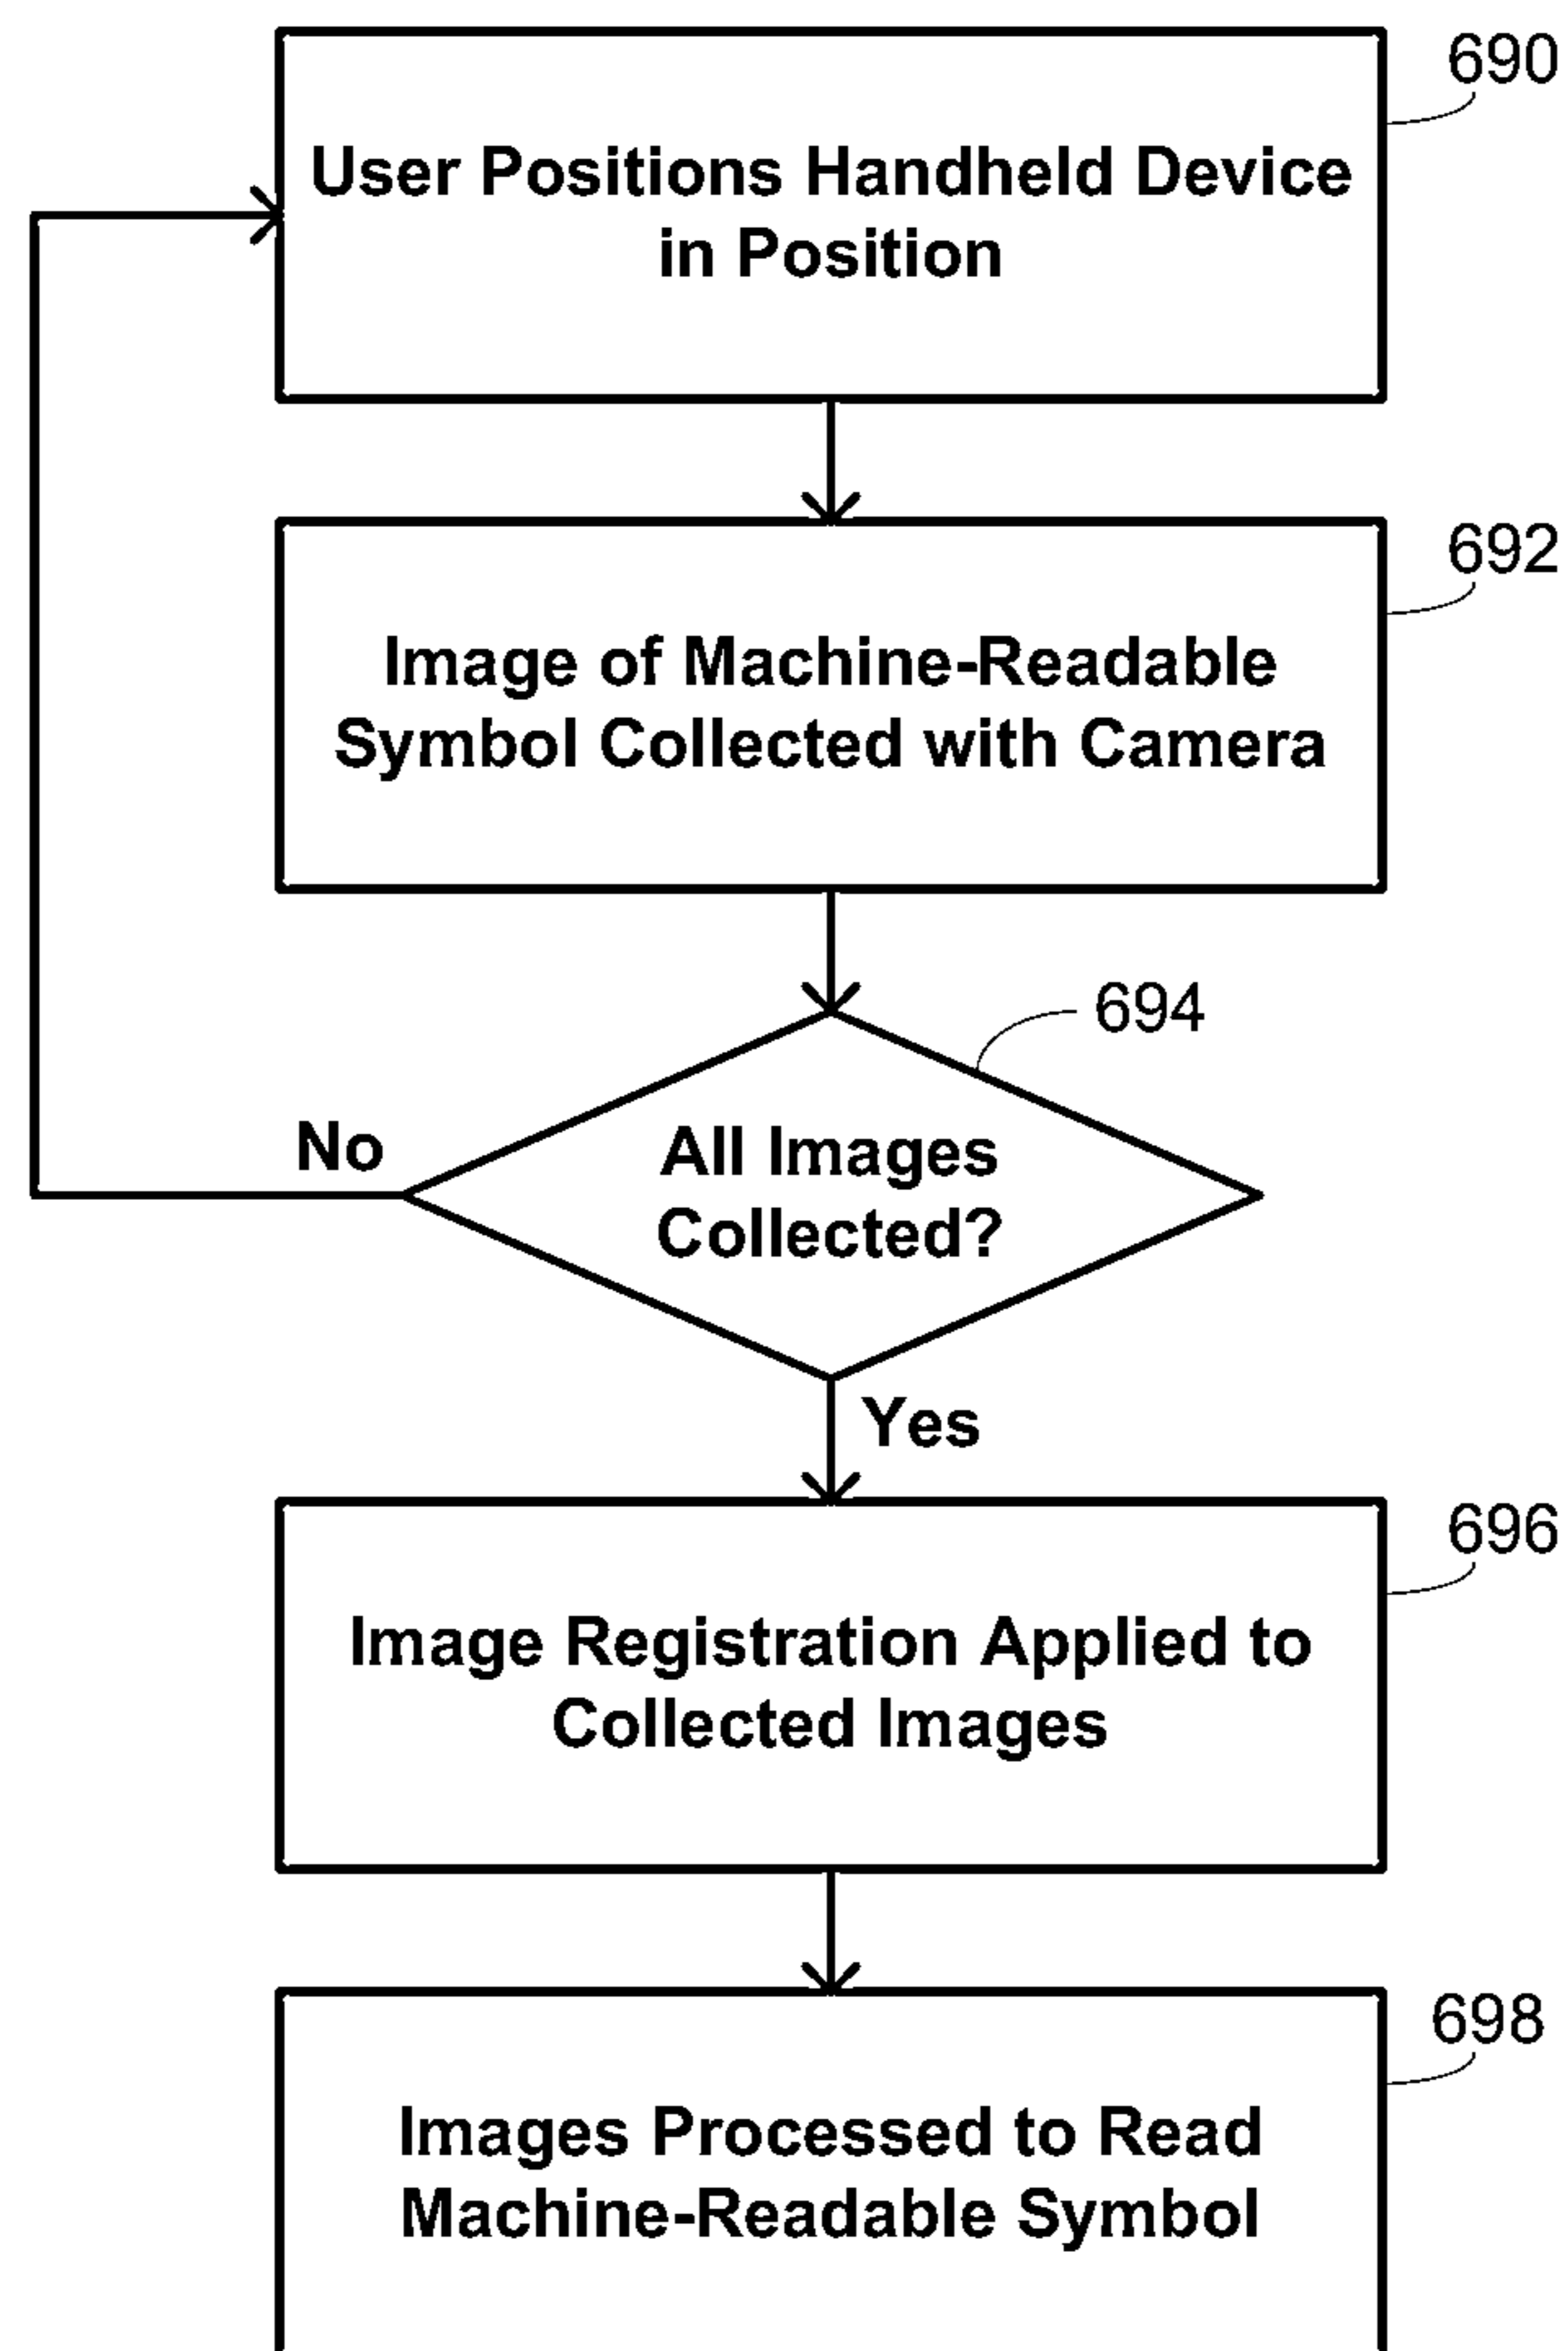 690
User Positions Handheld Device
in Position
692
Image of Machine-Readable
Symbol Collected with Camera
694
No
All Images
Collected?
Yes
696
Image Registration Applied to
Collected Images
698
Images Processed to Read
Machine-Readable Symbol